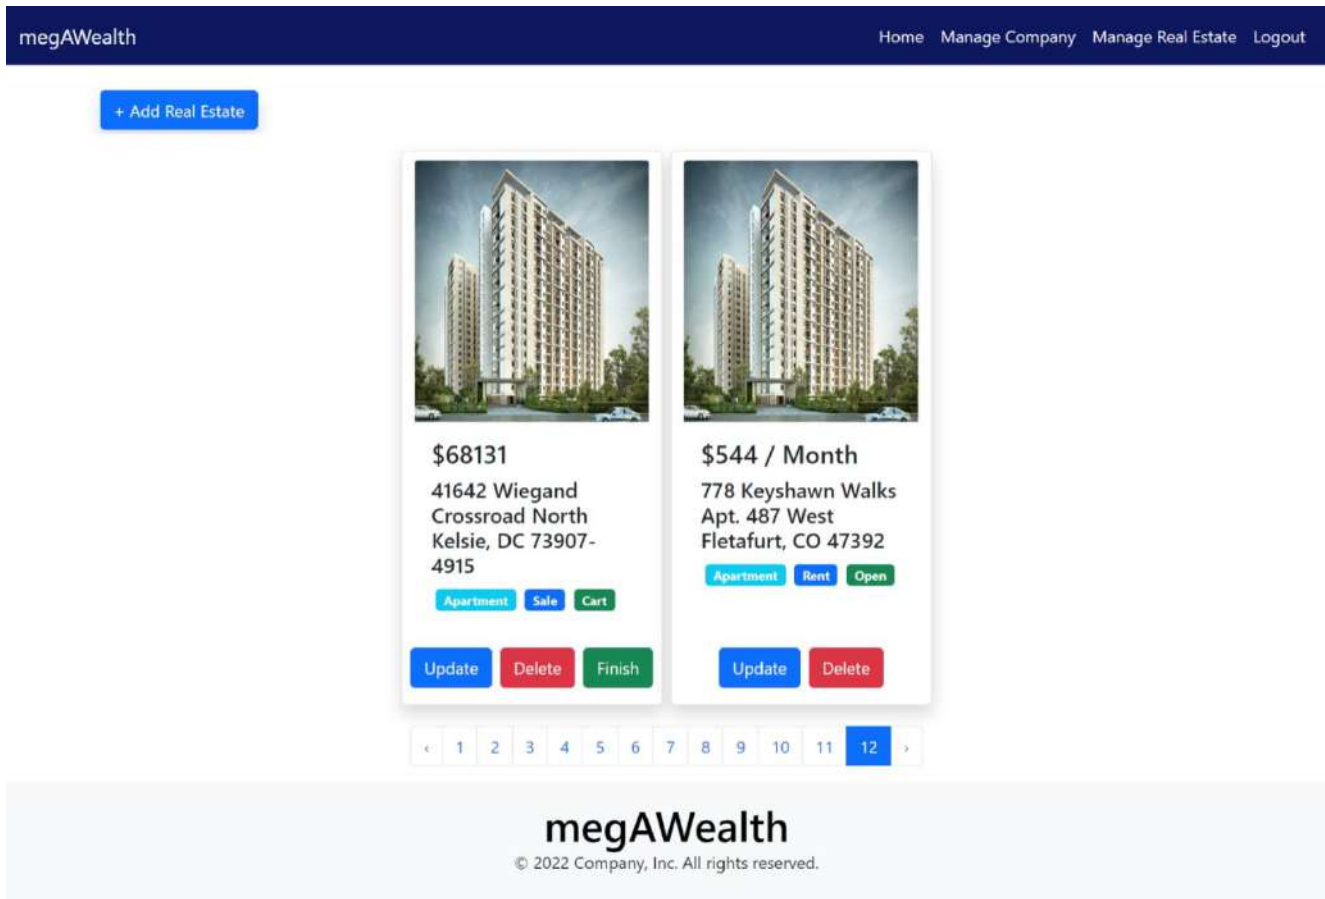 megAWealth
Home Manage Company Manage Real Estate Logout
+ Add Real Estate
$68131
41642 Wiegand
Crossroad North
Kelsie, DC 73907-
4915
Apartment Sale Cart
Update Delete Finish
$544 / Month
778 Keyshawn Walks
Apt. 487 West
Fletafurt, CO 47392
Apartment Rent Open
Update Delete
‹ 1 2 3 4 5 6 7 8 9 10 11 12 ›
megAWealth
© 2022 Company, Inc. All rights reserved.